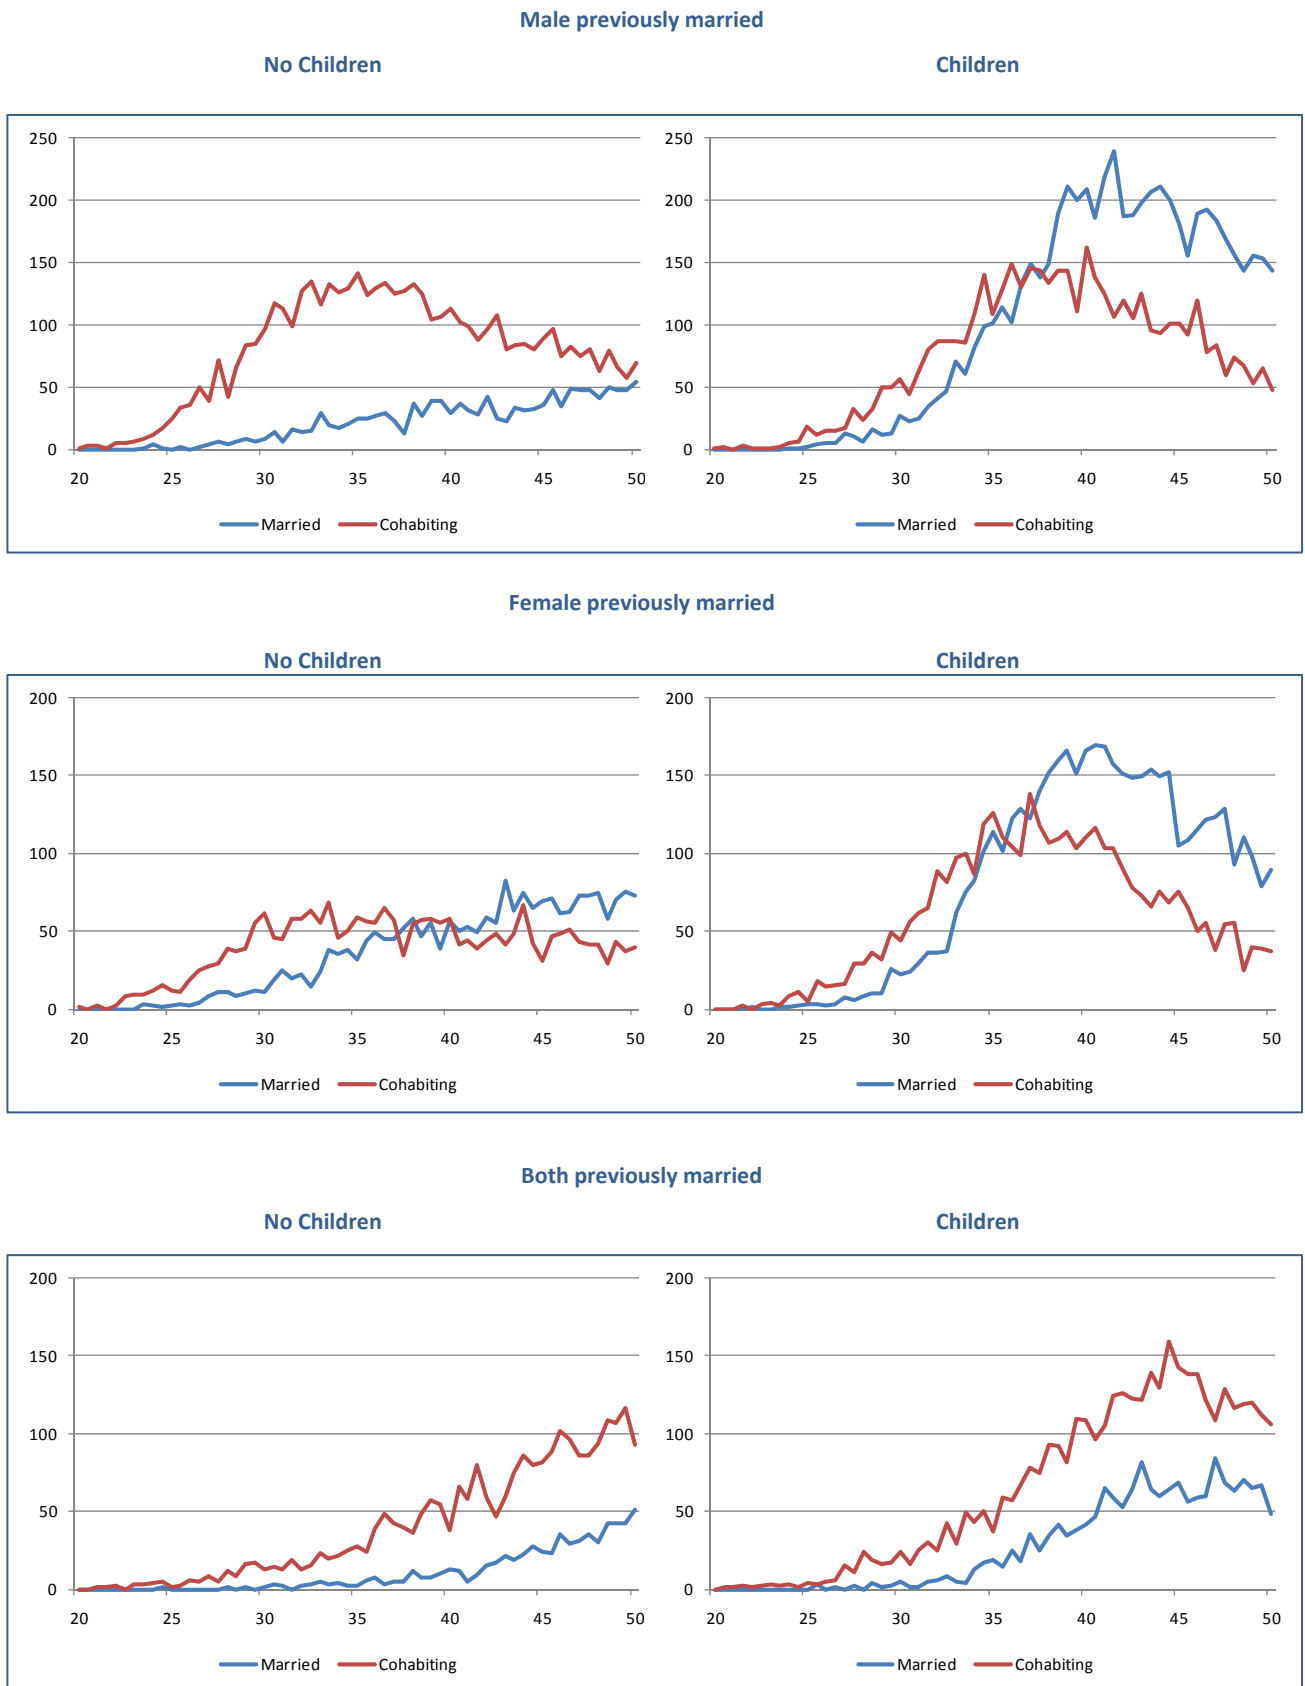 Male previously married
No Children
Children
250
200
150
100
50
0
20 25 30 35 40 45 50
Married Cohabiting
250
200
150
100
50
0
20 25 30 35 40 45 50
Married Cohabiting
Female previously married
No Children
Children
200
150
100
50
0
20 25 30 35 40 45 50
Married Cohabiting
200
150
100
50
0
20 25 30 35 40 45 50
Married Cohabiting
Both previously married
No Children
Children
200
150
100
50
0
20 25 30 35 40 45 50
Married Cohabiting
200
150
100
50
0
20 25 30 35 40 45 50
Married Cohabiting